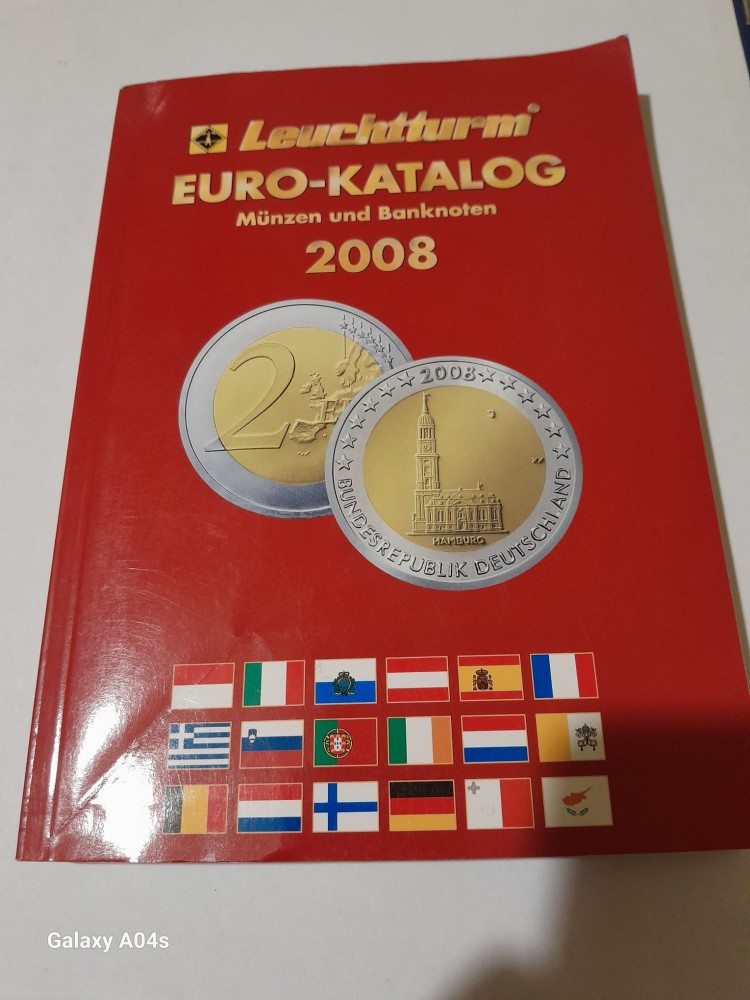 Leuchtturm®
EURO-KATALOG
Münzen und Banknoten
2008
2
2008
HAMBURG
BUNDESREPUBLIK DEUTSCHLAND
Galaxy A04s